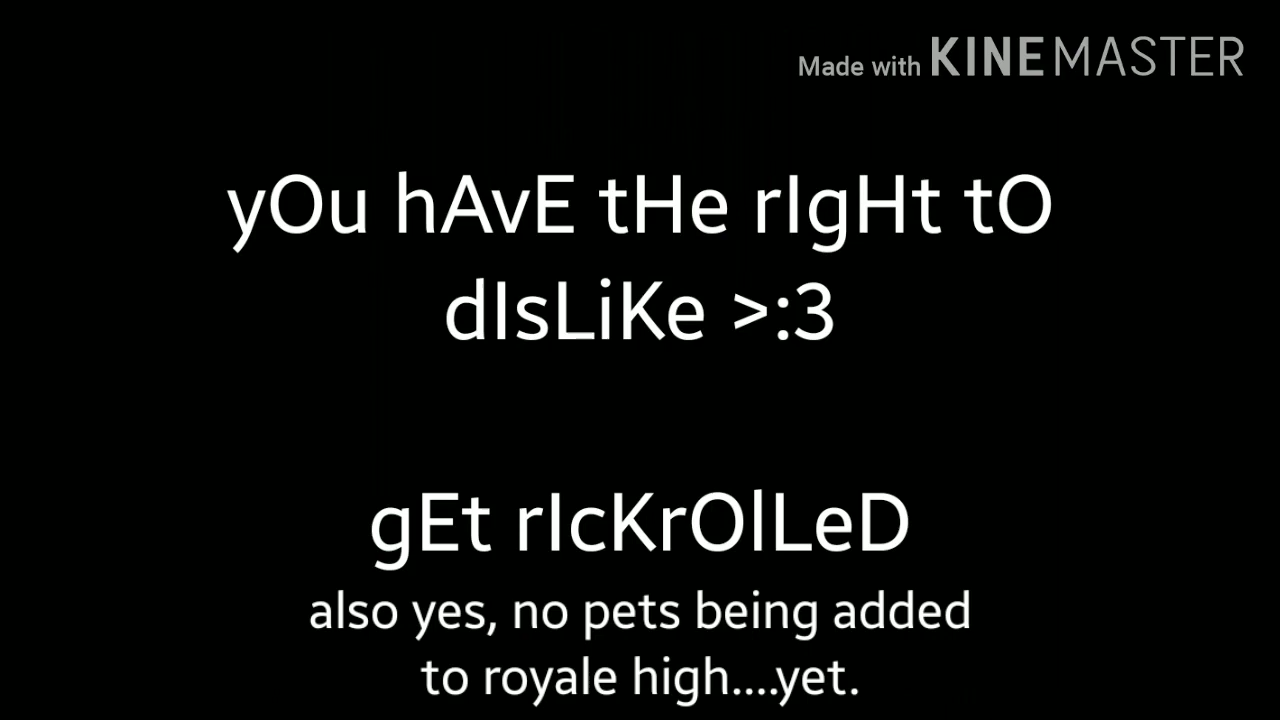 Made with KINEMASTER
yOu hAvE tHe rIgHt tO
dIsLiKe >:3
gEt rIcKrOlLeD
also yes, no pets being added
to royale high....yet.